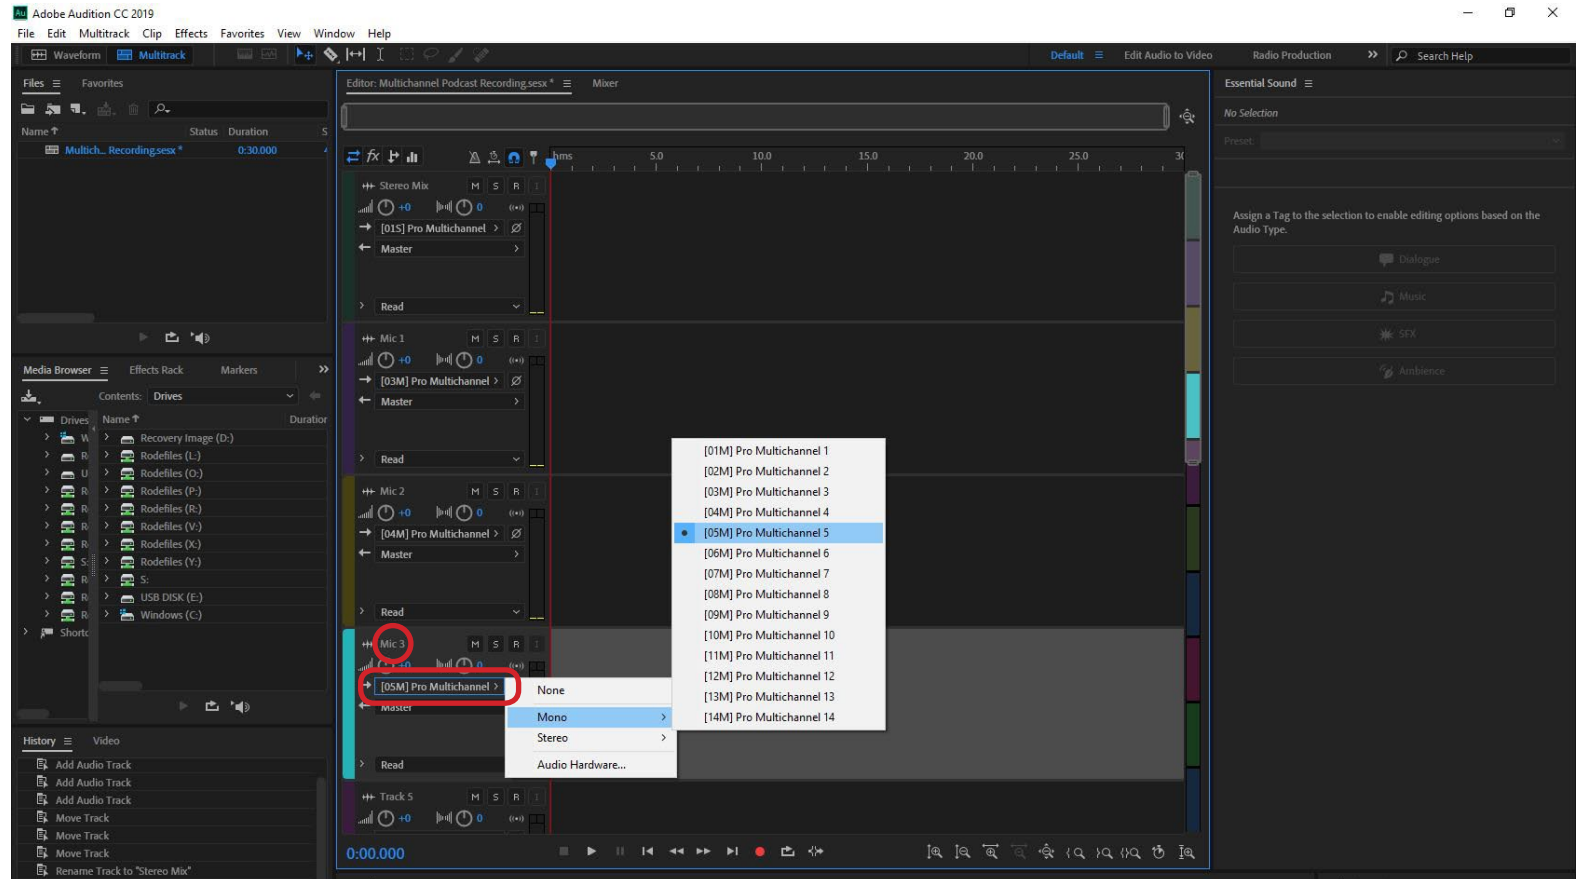 Au Adobe Audition CC 2019
File Edit Multitrack Clip Effects Favorites View Window Help
Waveform Multitrack Default Edit Audio to Video Radio Production Search Help
Files Favorites
Name Status Duration S
Multich... Recording.sesx * 0:30.000
Editor: Multichannel Podcast Recording.sesx * Mixer
fx hms 5.0 10.0 15.0 20.0 25.0 30
Stereo Mix M S R I
+0 0
[01S] Pro Multichannel
Master
Read
Mic 1 M S R I
+0 0
[03M] Pro Multichannel
Master
Read
Mic 2 M S R I
+0 0
[04M] Pro Multichannel
Master
Read
Mic 3 M S R I
+0 0
[05M] Pro Multichannel
Master
Read
Track 5 M S R I
+0 0
0:00.000
None
Mono
Stereo
Audio Hardware...
[01M] Pro Multichannel 1
[02M] Pro Multichannel 2
[03M] Pro Multichannel 3
[04M] Pro Multichannel 4
[05M] Pro Multichannel 5
[06M] Pro Multichannel 6
[07M] Pro Multichannel 7
[08M] Pro Multichannel 8
[09M] Pro Multichannel 9
[10M] Pro Multichannel 10
[11M] Pro Multichannel 11
[12M] Pro Multichannel 12
[13M] Pro Multichannel 13
[14M] Pro Multichannel 14
Media Browser Effects Rack Markers
Contents: Drives
Drives Name Duration
W Recovery Image (D:)
R Rodefiles (L:)
U Rodefiles (O:)
R Rodefiles (P:)
R Rodefiles (R:)
R Rodefiles (V:)
R Rodefiles (X:)
S: Rodefiles (Y:)
R S:
R USB DISK (E:)
R Windows (C:)
Shortc
History Video
Add Audio Track
Add Audio Track
Add Audio Track
Move Track
Move Track
Move Track
Rename Track to "Stereo Mix"
Essential Sound
No Selection
Preset:
Assign a Tag to the selection to enable editing options based on the
Audio Type.
Dialogue
Music
SFX
Ambience